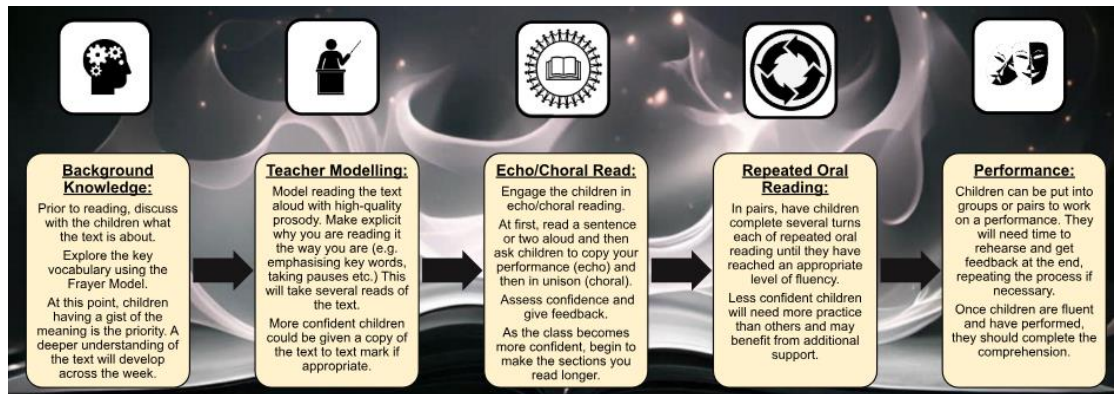 Background
Knowledge:
Prior to reading, discuss
with the children what
the text is about.
Explore the key
vocabulary using the
Frayer Model.
At this point, children
having a gist of the
meaning is the priority. A
deeper understanding of
the text will develop
across the week.
Teacher Modelling:
Model reading the text
aloud with high-quality
prosody. Make explicit
why you are reading it
the way you are (e.g.
emphasising key words,
taking pauses etc.) This
will take several reads of
the text.
More confident children
could be given a copy of
the text to text mark if
appropriate.
Echo/Choral Read:
Engage the children in
echo/choral reading.
At first, read a sentence
or two aloud and then
ask children to copy your
performance (echo) and
then in unison (choral).
Assess confidence and
give feedback.
As the class becomes
more confident, begin to
make the sections you
read longer.
Repeated Oral
Reading:
In pairs, have children
complete several turns
each of repeated oral
reading until they have
reached an appropriate
level of fluency.
Less confident children
will need more practice
than others and may
benefit from additional
support.
Performance:
Children can be put into
groups or pairs to work
on a performance. They
will need time to
rehearse and get
feedback at the end,
repeating the process if
necessary.
Once children are fluent
and have performed,
they should complete the
comprehension.